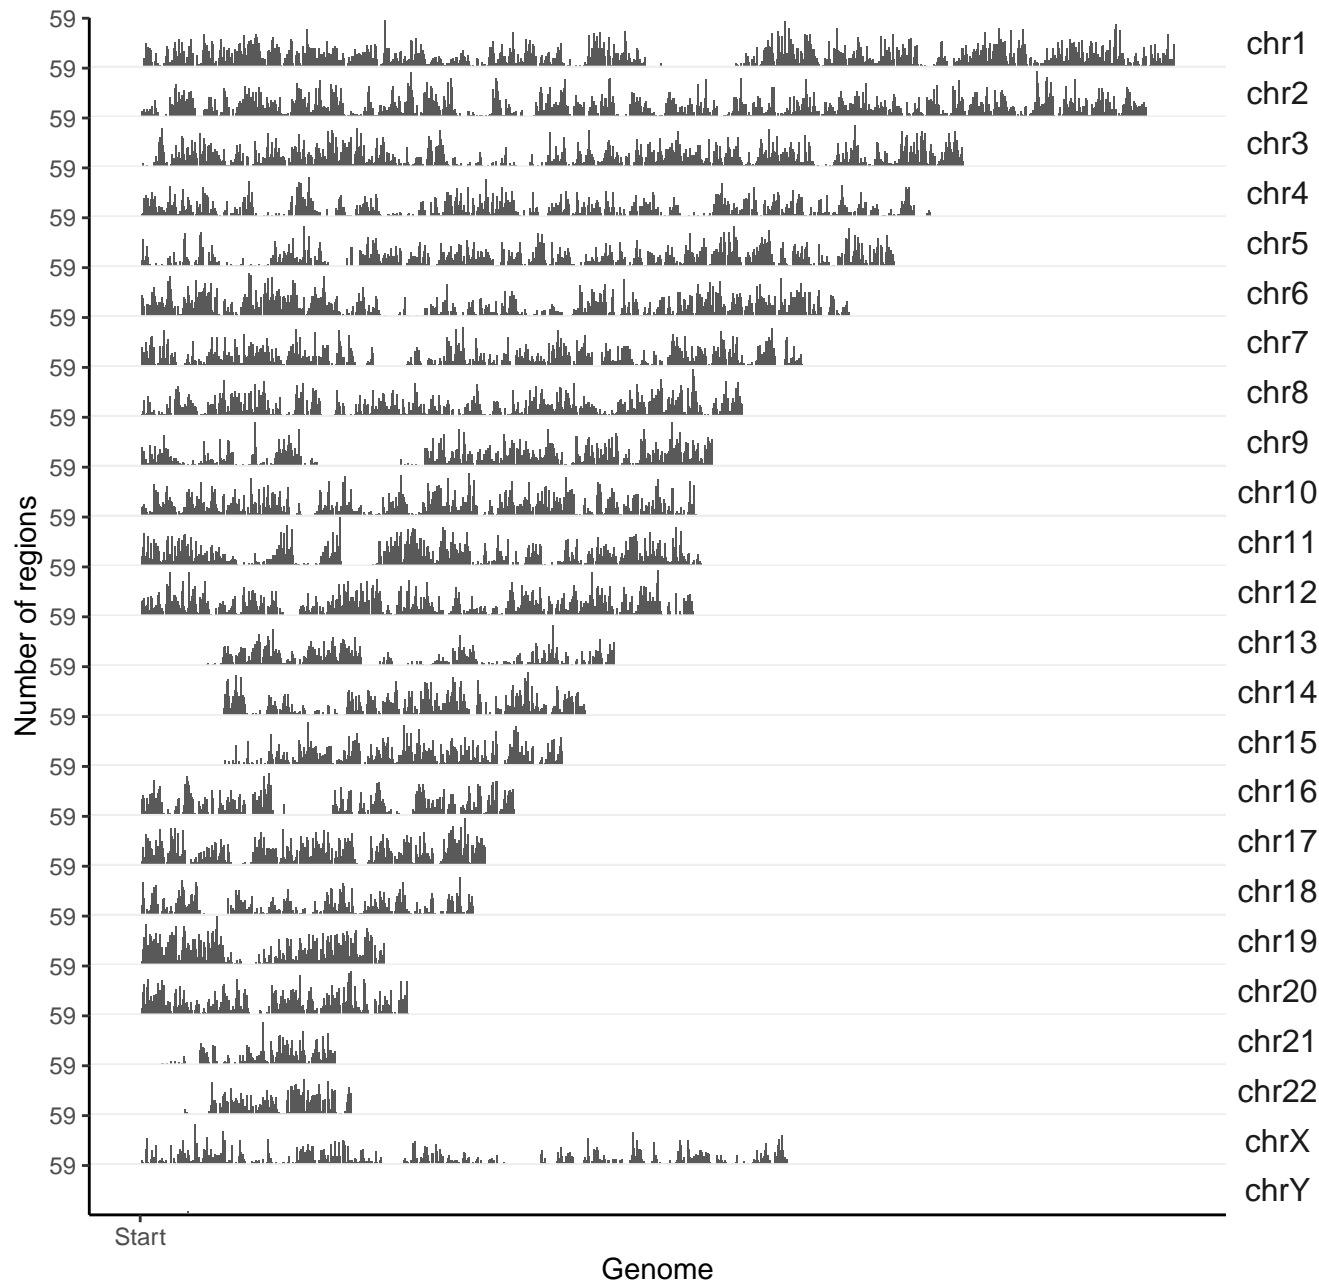 59 chr1
59 chr2
59 chr3
59 chr4
59 chr5
59 chr6
59 chr7
59 chr8
59 chr9
59 chr10
59 chr11
59 chr12
59 chr13
59 chr14
59 chr15
59 chr16
59 chr17
59 chr18
59 chr19
59 chr20
59 chr21
59 chr22
59 chrX
59 chrY
Number of regions
Start
Genome